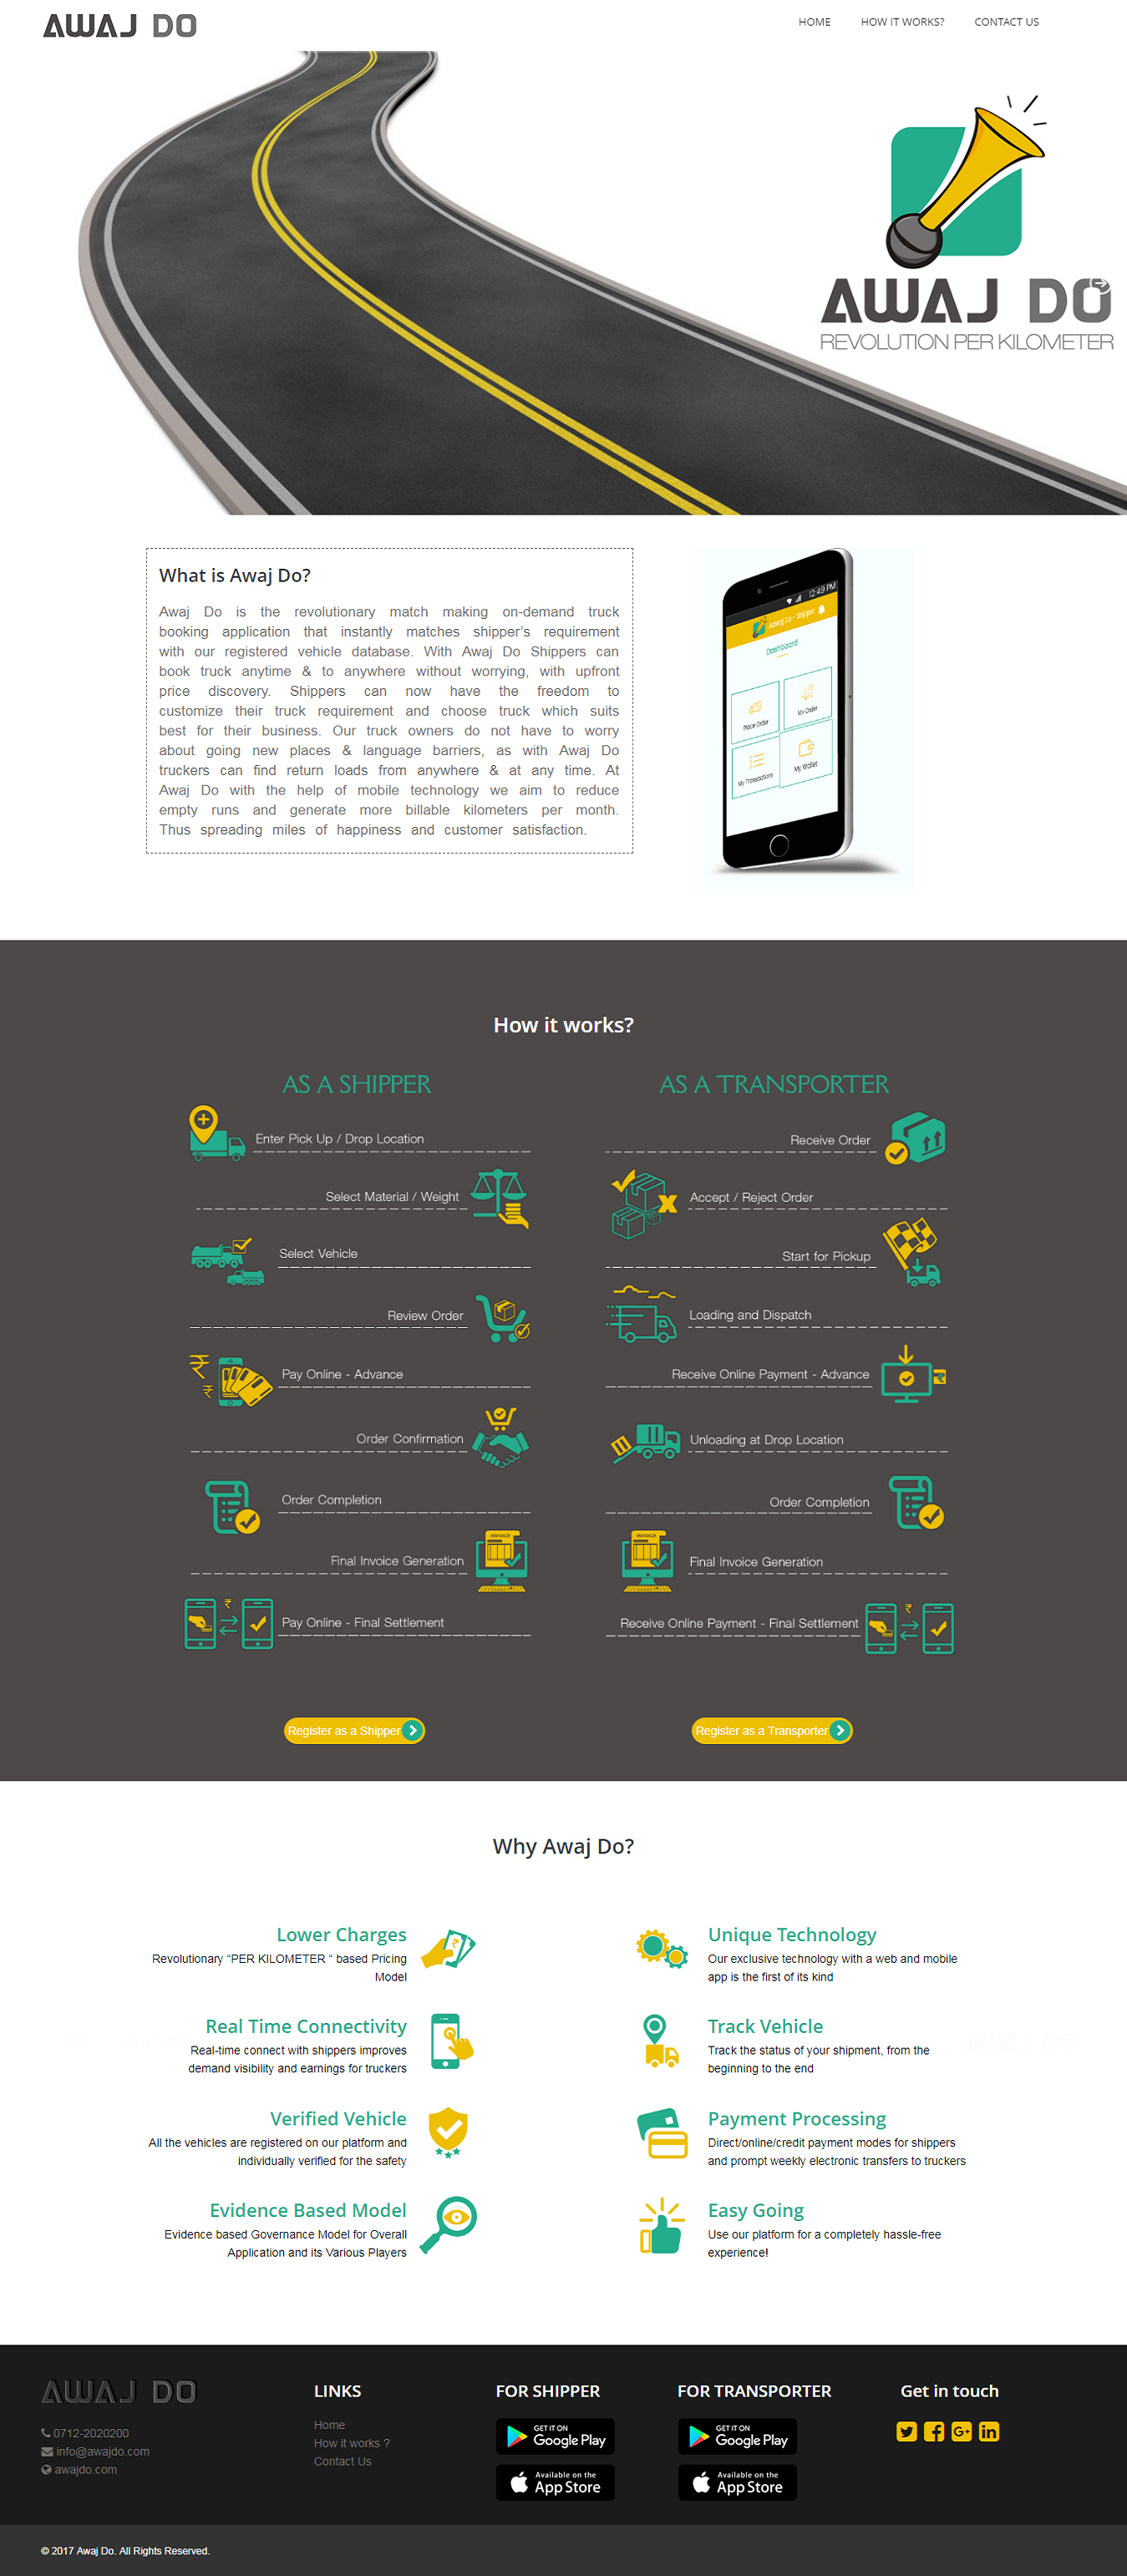 AWAJ DO
HOME HOW IT WORKS? CONTACT US
AWAJ DO
REVOLUTION PER KILOMETER
What is Awaj Do?
Awaj Do is the revolutionary match making on-demand truck
booking application that instantly matches shipper's requirement
with our registered vehicle database. With Awaj Do Shippers can
book truck anytime & to anywhere without worrying, with upfront
price discovery. Shippers can now have the freedom to
customize their truck requirement and choose truck which suits
best for their business. Our truck owners do not have to worry
about going new places & language barriers, as with Awaj Do
truckers can find return loads from anywhere & at any time. At
Awaj Do with the help of mobile technology we aim to reduce
empty runs and generate more billable kilometers per month.
Thus spreading miles of happiness and customer satisfaction.
12:49 PM
Aawaj Do - Shipper
Dashboard
Place Order
My Order
My Transactions
My Wallet
How it works?
AS A SHIPPER
Enter Pick Up / Drop Location
Select Material / Weight
Select Vehicle
Review Order
Pay Online - Advance
Order Confirmation
Order Completion
Final Invoice Generation
INVOICE
Pay Online - Final Settlement
Register as a Shipper
AS A TRANSPORTER
Receive Order
Accept / Reject Order
Start for Pickup
Loading and Dispatch
Receive Online Payment - Advance
Unloading at Drop Location
Order Completion
INVOICE
Final Invoice Generation
Receive Online Payment - Final Settlement
Register as a Transporter
Why Awaj Do?
Lower Charges
Revolutionary “PER KILOMETER “ based Pricing
Model
Unique Technology
Our exclusive technology with a web and mobile
app is the first of its kind
Real Time Connectivity
Real-time connect with shippers improves
demand visibility and earnings for truckers
Track Vehicle
Track the status of your shipment, from the
beginning to the end
Verified Vehicle
All the vehicles are registered on our platform and
individually verified for the safety
Payment Processing
Direct/online/credit payment modes for shippers
and prompt weekly electronic transfers to truckers
Evidence Based Model
Evidence based Governance Model for Overall
Application and its Various Players
Easy Going
Use our platform for a completely hassle-free
experience!
AWAJ DO
0712-2020200
info@awajdo.com
awajdo.com
LINKS
Home
How it works ?
Contact Us
FOR SHIPPER
GET IT ON
Google Play
Available on the
App Store
FOR TRANSPORTER
GET IT ON
Google Play
Available on the
App Store
Get in touch
© 2017 Awaj Do. All Rights Reserved.